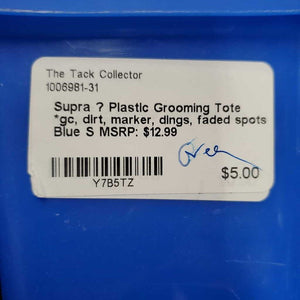 The Tack Collector
1006981-31
Supra ? Plastic Grooming Tote
*gc, dirt, marker, dings, faded spots
Blue S MSRP: $12.99
Y7B5TZ
$5.00